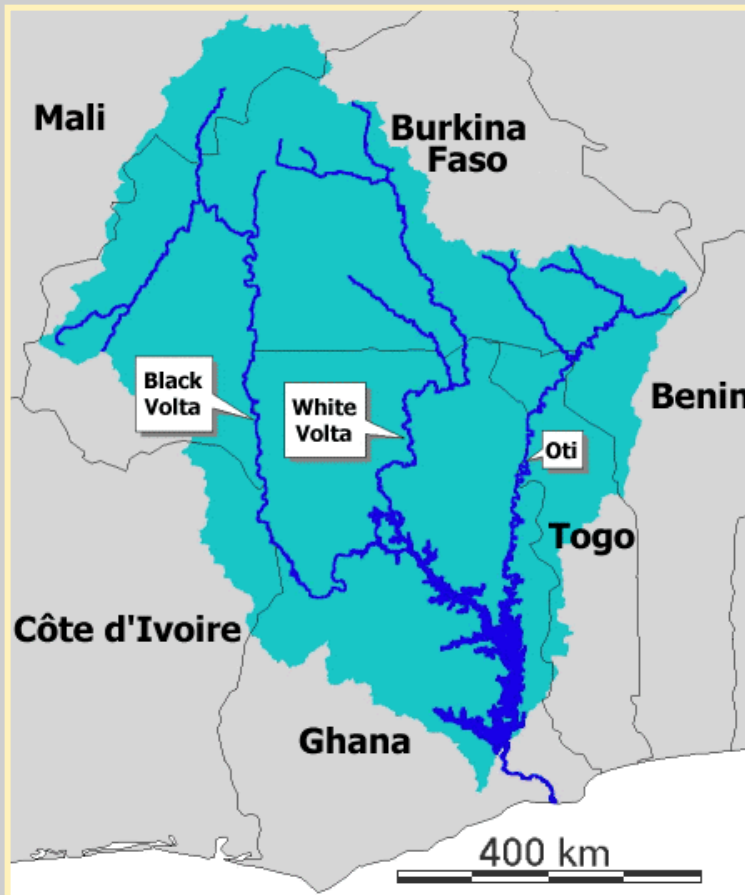 Mali
Burkina
Faso
Black
Volta
White
Volta
Benin
Oti
Togo
Côte d'Ivoire
Ghana
400 km